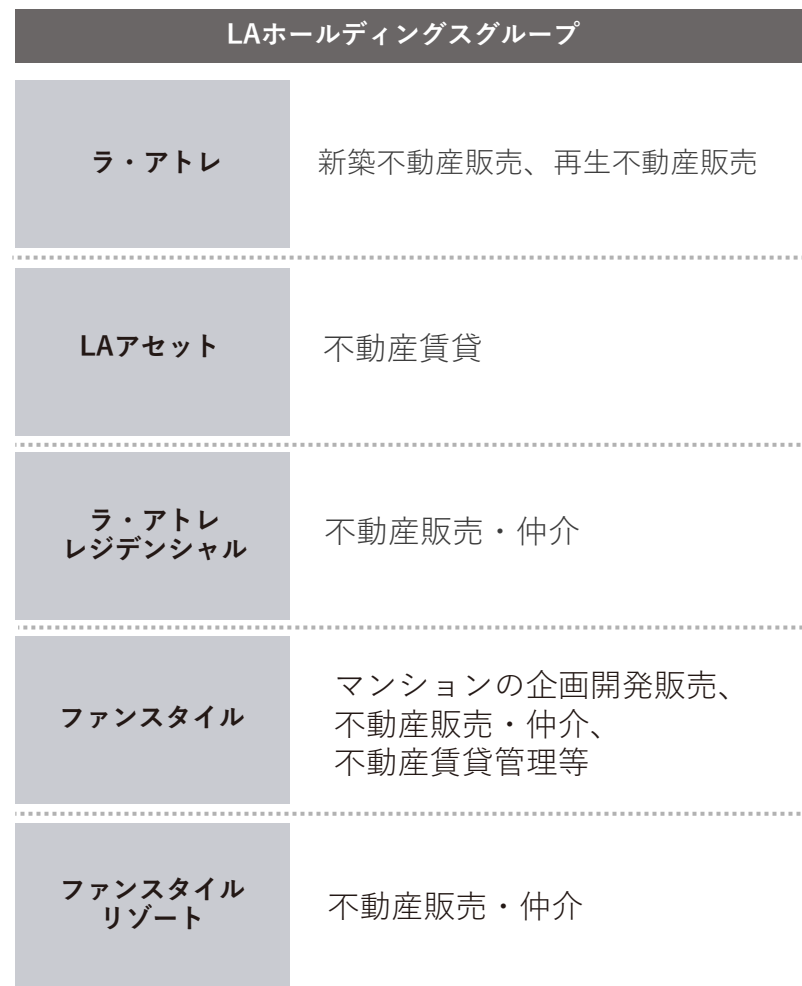 LAホールディングスグループ
ラ・アトレ
新築不動産販売、再生不動産販売
LAアセット
不動産賃貸
ラ・アトレ
レジデンシャル
不動産販売・仲介
ファンスタイル
マンションの企画開発販売、
不動産販売・仲介、
不動産賃貸管理等
ファンスタイル
リゾート
不動産販売・仲介